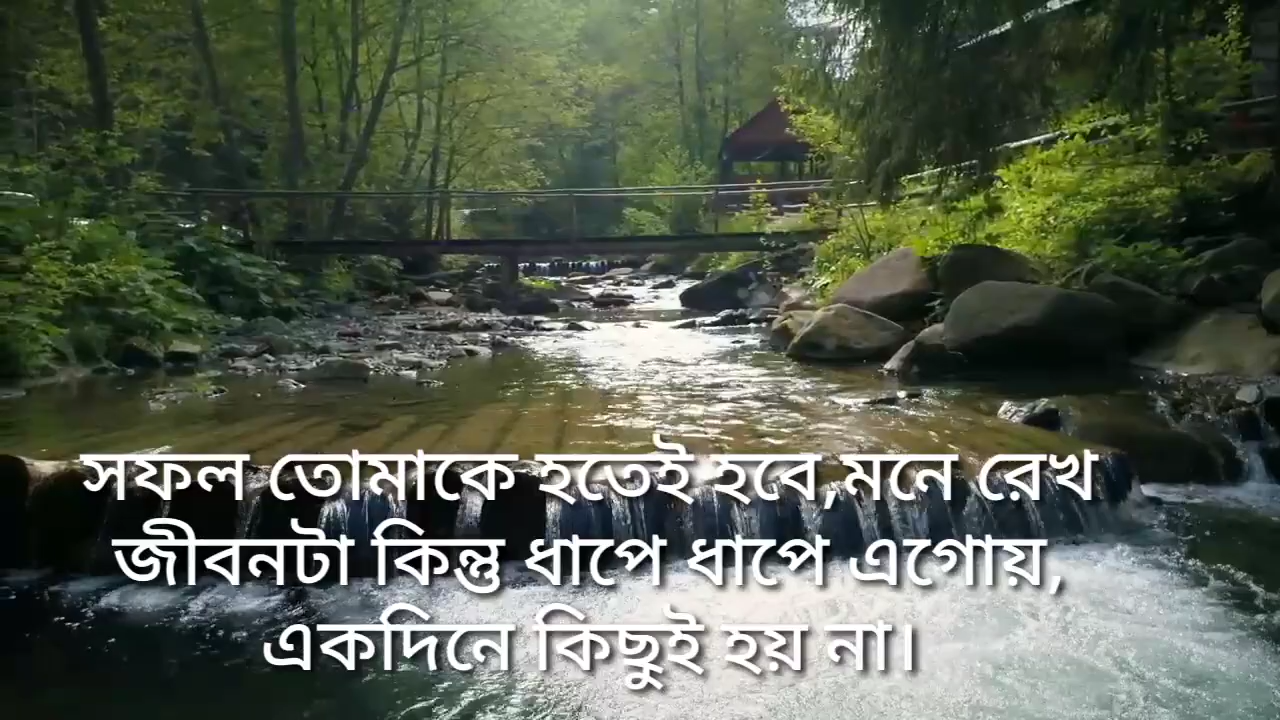 সফল তোমাকে হতেই হবে,মনে রেখ
জীবনটা কিন্তু ধাপে ধাপে এগোয়,
একদিনে কিছুই হয় না।